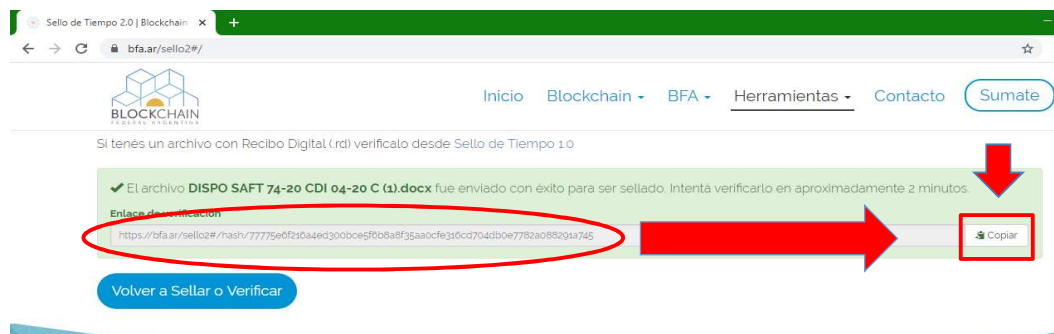 Sello de Tiempo 2.0 | Blockchain
bfa.ar/sello2#/
BLOCKCHAIN
FEDERAL ARGENTINA
Inicio Blockchain BFA Herramientas Contacto Sumate
Si tenés un archivo con Recibo Digital (.rd) verificalo desde Sello de Tiempo 1.0
El archivo DISPO SAFT 74-20 CDI 04-20 C (1).docx fue enviado con éxito para ser sellado. Intentá verificarlo en aproximadamente 2 minutos.
Enlace de verificación
https://bfa.ar/sello2#/hash/77775e6f216a4ed300bce5f6b8a8f35aa0cfe316cd704db0e7782a088291a745
Copiar
Volver a Sellar o Verificar